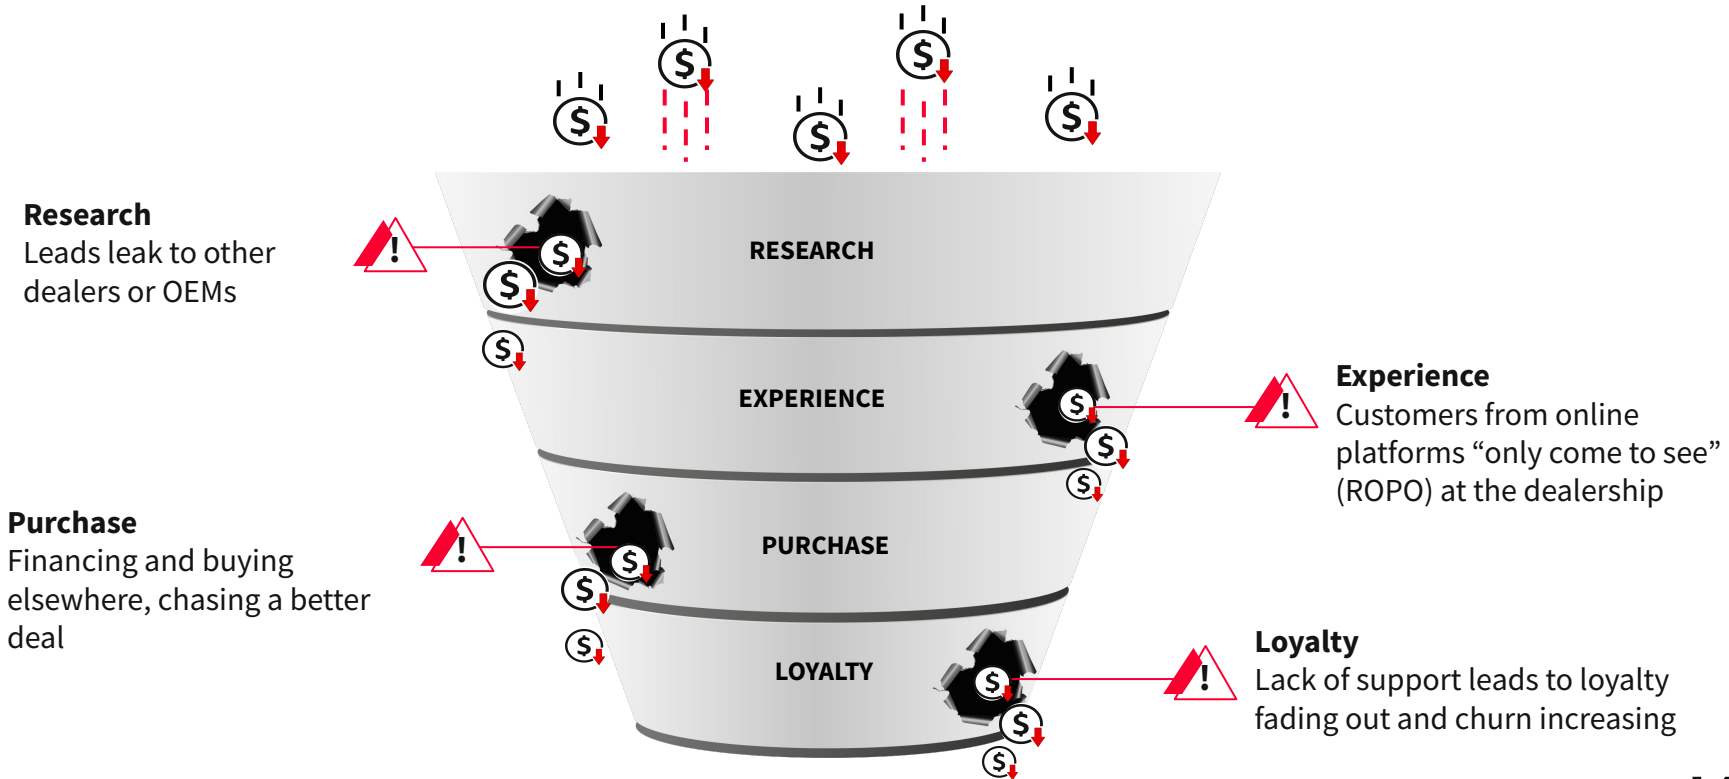 Research
Leads leak to other
dealers or OEMs
RESEARCH
EXPERIENCE
Experience
Customers from online
platforms “only come to see”
(ROPO) at the dealership
Purchase
Financing and buying
elsewhere, chasing a better
deal
PURCHASE
LOYALTY
Loyalty
Lack of support leads to loyalty
fading out and churn increasing